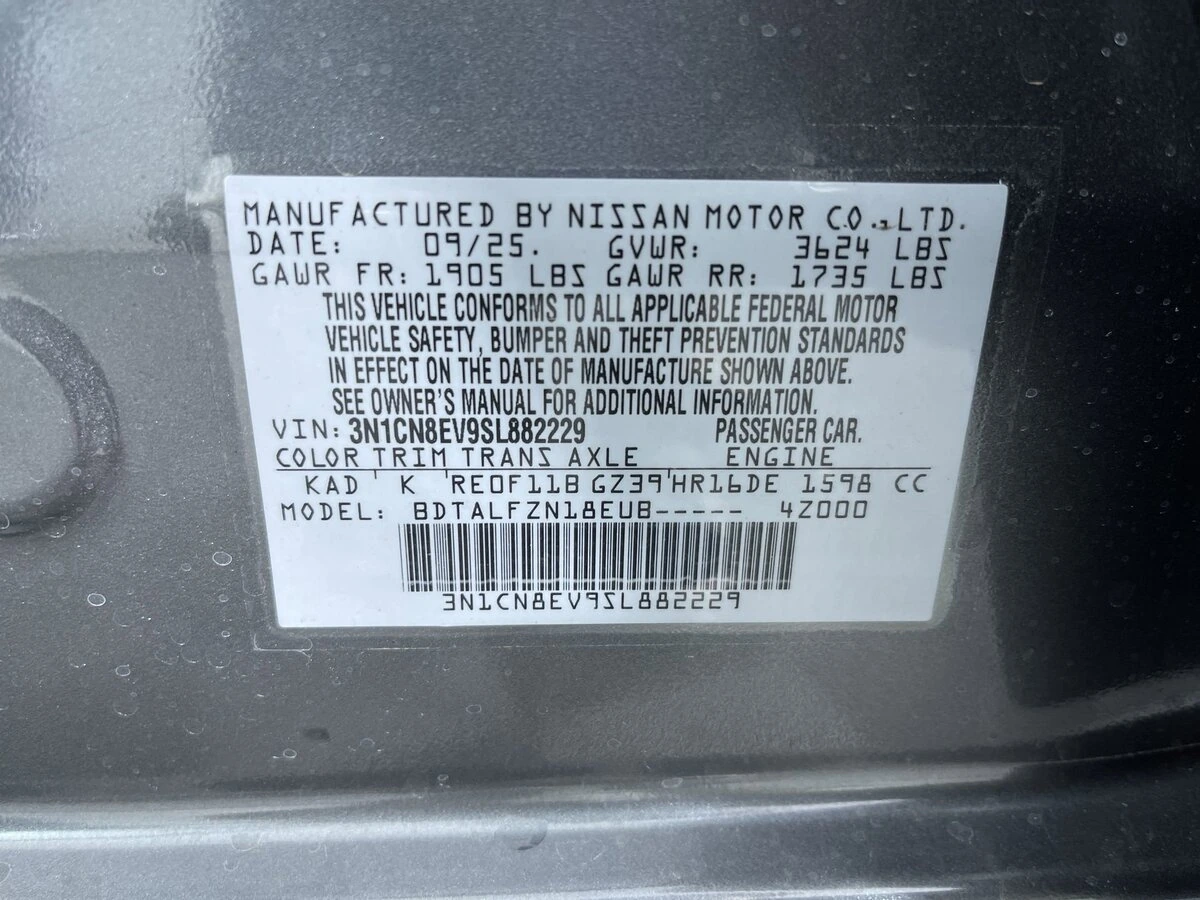 MANUFACTURED BY NISSAN MOTOR CO.,LTD.
DATE: 09/25. GVWR: 3624 LBS
GAWR FR: 1905 LBS GAWR RR: 1735 LBS
THIS VEHICLE CONFORMS TO ALL APPLICABLE FEDERAL MOTOR
VEHICLE SAFETY, BUMPER AND THEFT PREVENTION STANDARDS
IN EFFECT ON THE DATE OF MANUFACTURE SHOWN ABOVE.
SEE OWNER'S MANUAL FOR ADDITIONAL INFORMATION.
VIN: 3N1CN8EV9SL882229 PASSENGER CAR.
COLOR TRIM TRANS AXLE ENGINE
KAD K RE0F11B GZ39 HR16DE 1598 CC
MODEL: BDTALFZN18EUB----- 4Z000
3N1CN8EV9SL882229